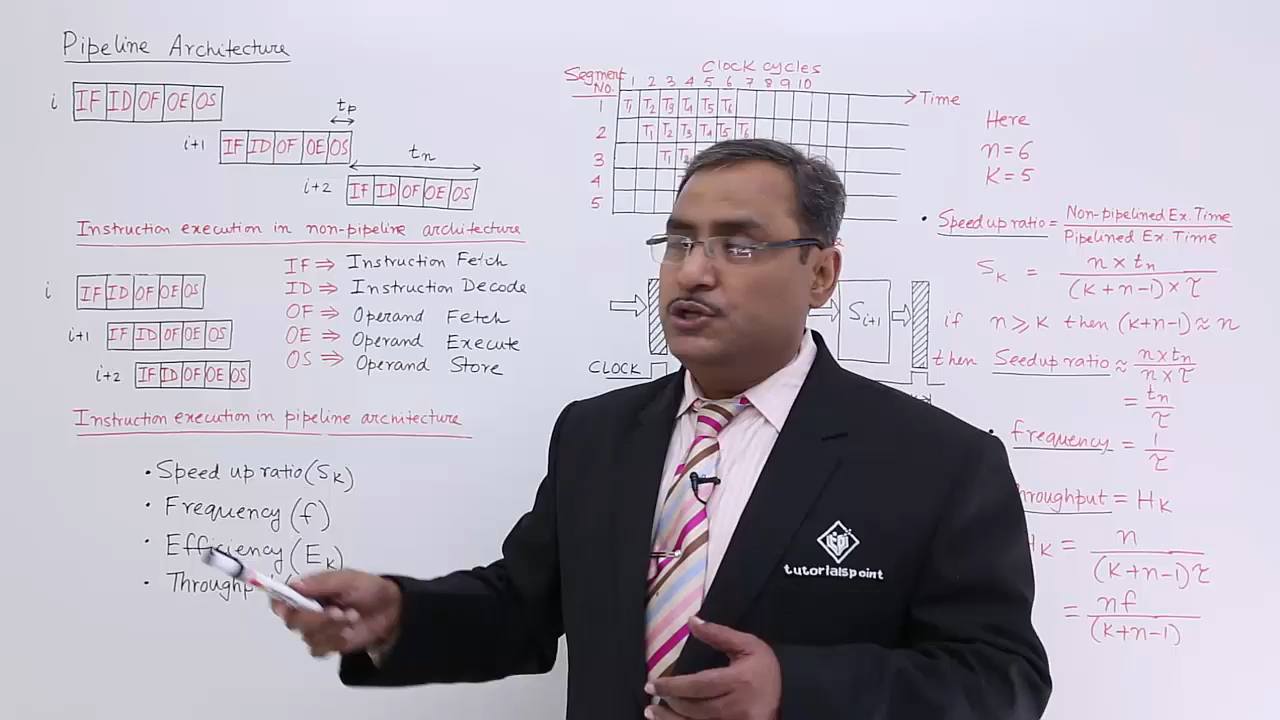 Pipeline Architecture
i IF ID OF OE OS
tp
i+1 IF ID OF OE OS
tn
i+2 IF ID OF OE OS
Instruction execution in non-pipeline architecture
i IF ID OF OE OS
i+1 IF ID OF OE OS
i+2 IF ID OF OE OS
IF ⇒ Instruction Fetch
ID ⇒ Instruction Decode
OF ⇒ Operand Fetch
OE ⇒ Operand Execute
OS ⇒ Operand Store
Instruction execution in pipeline architecture
• Speed up ratio (SK)
• Frequency (f)
• Efficiency (EK)
• Throughp
Clock cycles
Segment No. 1 2 3 4 5 6 7 8 9 10
Time
1 T1 T2 T3 T4 T5 T6
2 T1 T2 T3 T4 T5 T6
3 T1 T2
4
5
Si+1
CLOCK
Here
n = 6
K = 5
• Speed up ratio = Non-pipelined Ex. Time / Pipelined Ex. Time
SK = n × tn / (K + n - 1) × τ
if n ⩾ K then (K+n-1) ≈ n
then Seedup ratio ≈ n × tn / n × τ
= tn / τ
• frequency = 1 / τ
hroughput = HK
HK = n / (K+n-1) τ
= nf / (K+n-1)
ISPI
tutorialspoint